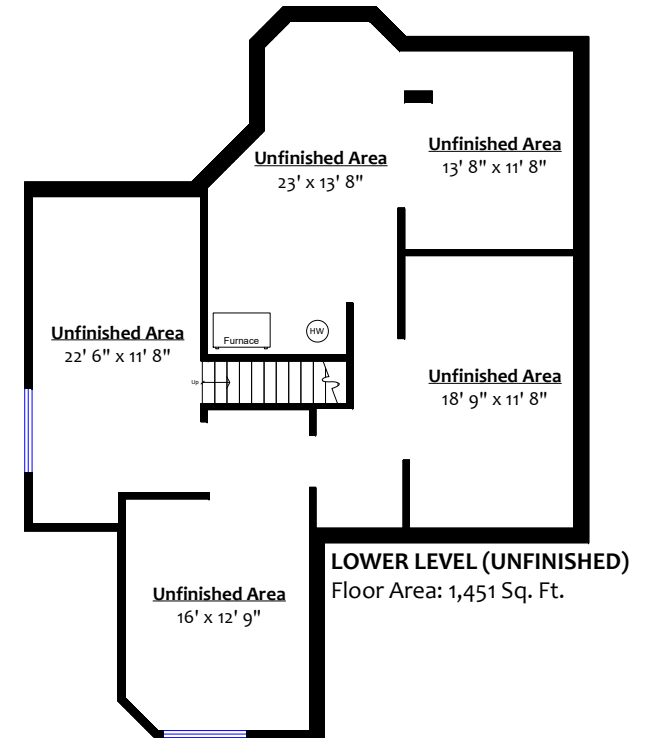 Unfinished Area
13' 8" x 11' 8"
Unfinished Area
23' x 13' 8"
Unfinished Area
22' 6" x 11' 8"
Furnace
HW
Up
Unfinished Area
18' 9" x 11' 8"
LOWER LEVEL (UNFINISHED)
Floor Area: 1,451 Sq. Ft.
Unfinished Area
16' x 12' 9"